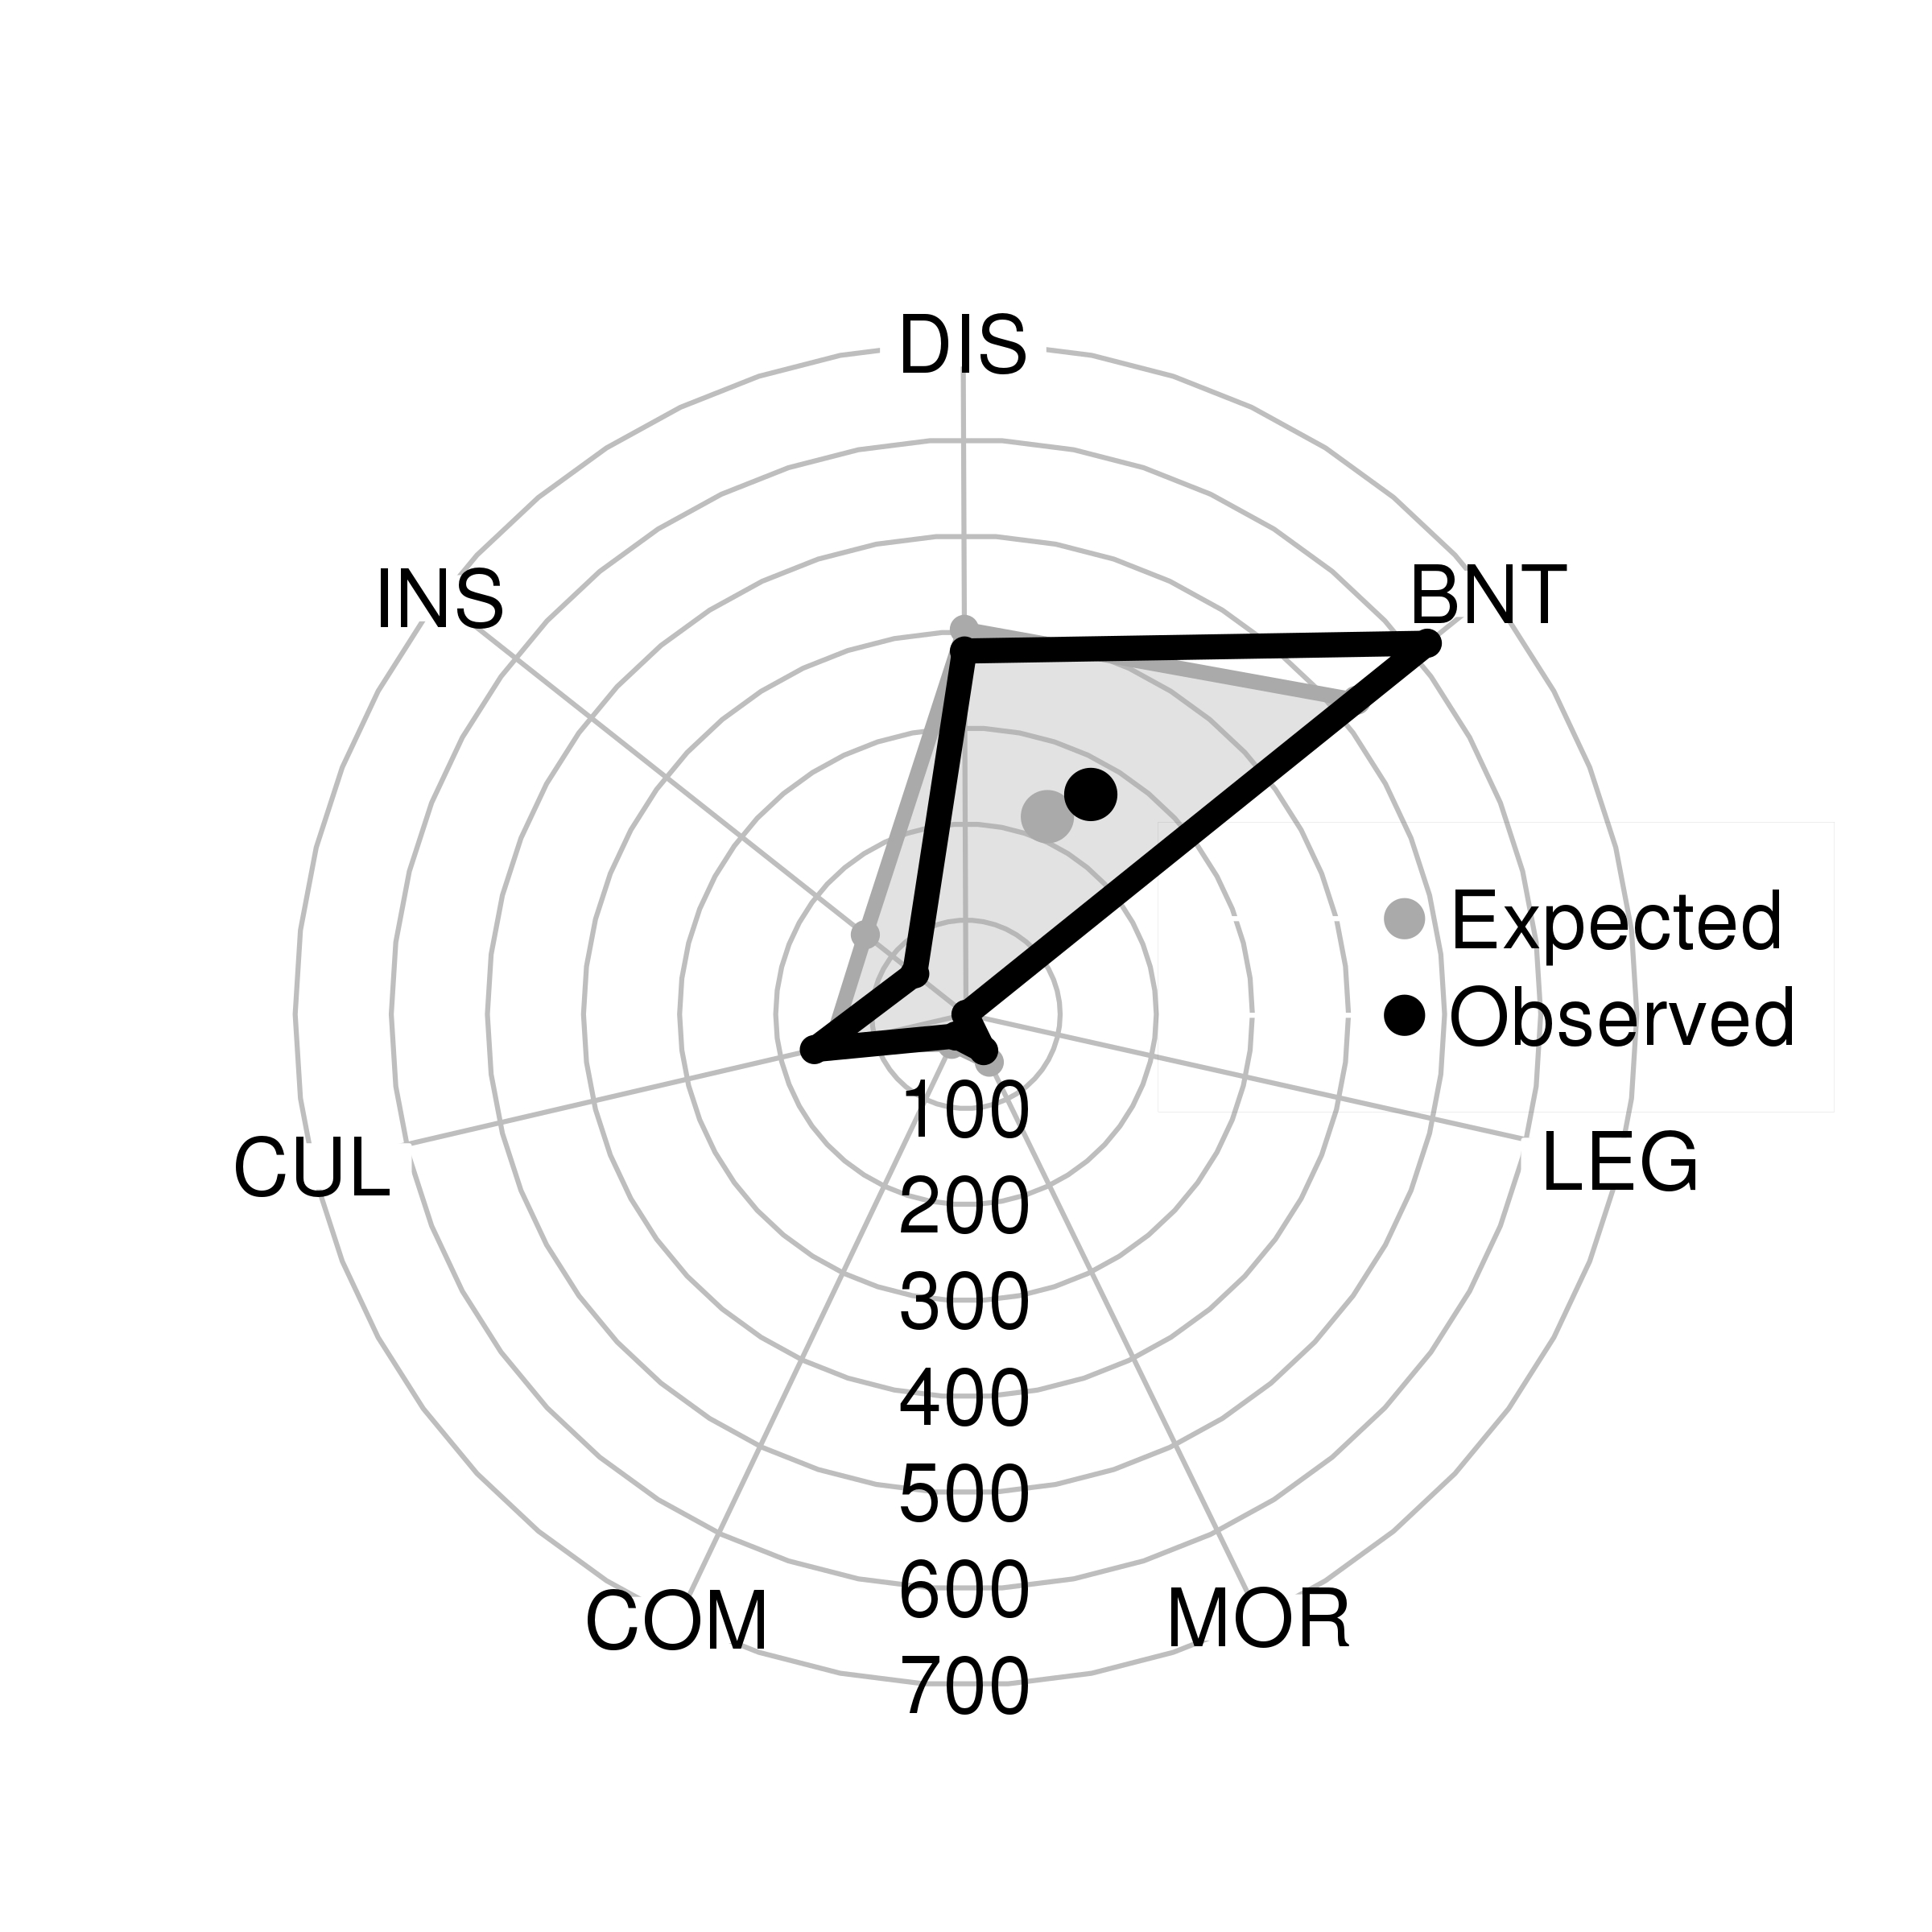 DIS
INS
BNT
Expected
Observed
100
CUL
LEG
200
300
400
500
600
COM
MOR
700